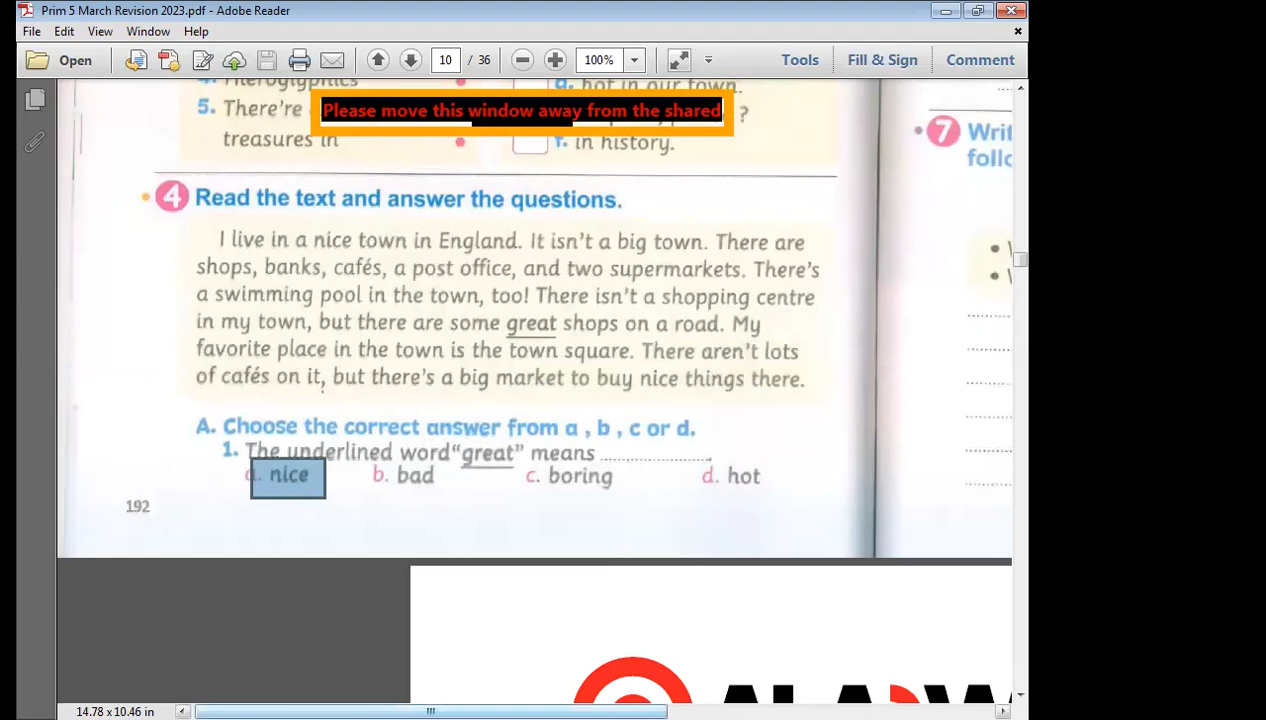 Prim 5 March Revision 2023.pdf - Adobe Reader
File Edit View Window Help
Open 10 / 36 100% Tools Fill & Sign Comment
4. Hieroglyphics
g. hot in our town.
5. There're
Please move this window away from the shared
?
treasures in
f. in history.
7 Writ
follo
4 Read the text and answer the questions.
I live in a nice town in England. It isn't a big town. There are
shops, banks, cafés, a post office, and two supermarkets. There's
a swimming pool in the town, too! There isn't a shopping centre
in my town, but there are some great shops on a road. My
favorite place in the town is the town square. There aren't lots
of cafés on it, but there's a big market to buy nice things there.
A. Choose the correct answer from a , b , c or d.
1. The underlined word "great" means ........................
a. nice b. bad c. boring d. hot
192
14.78 x 10.46 in